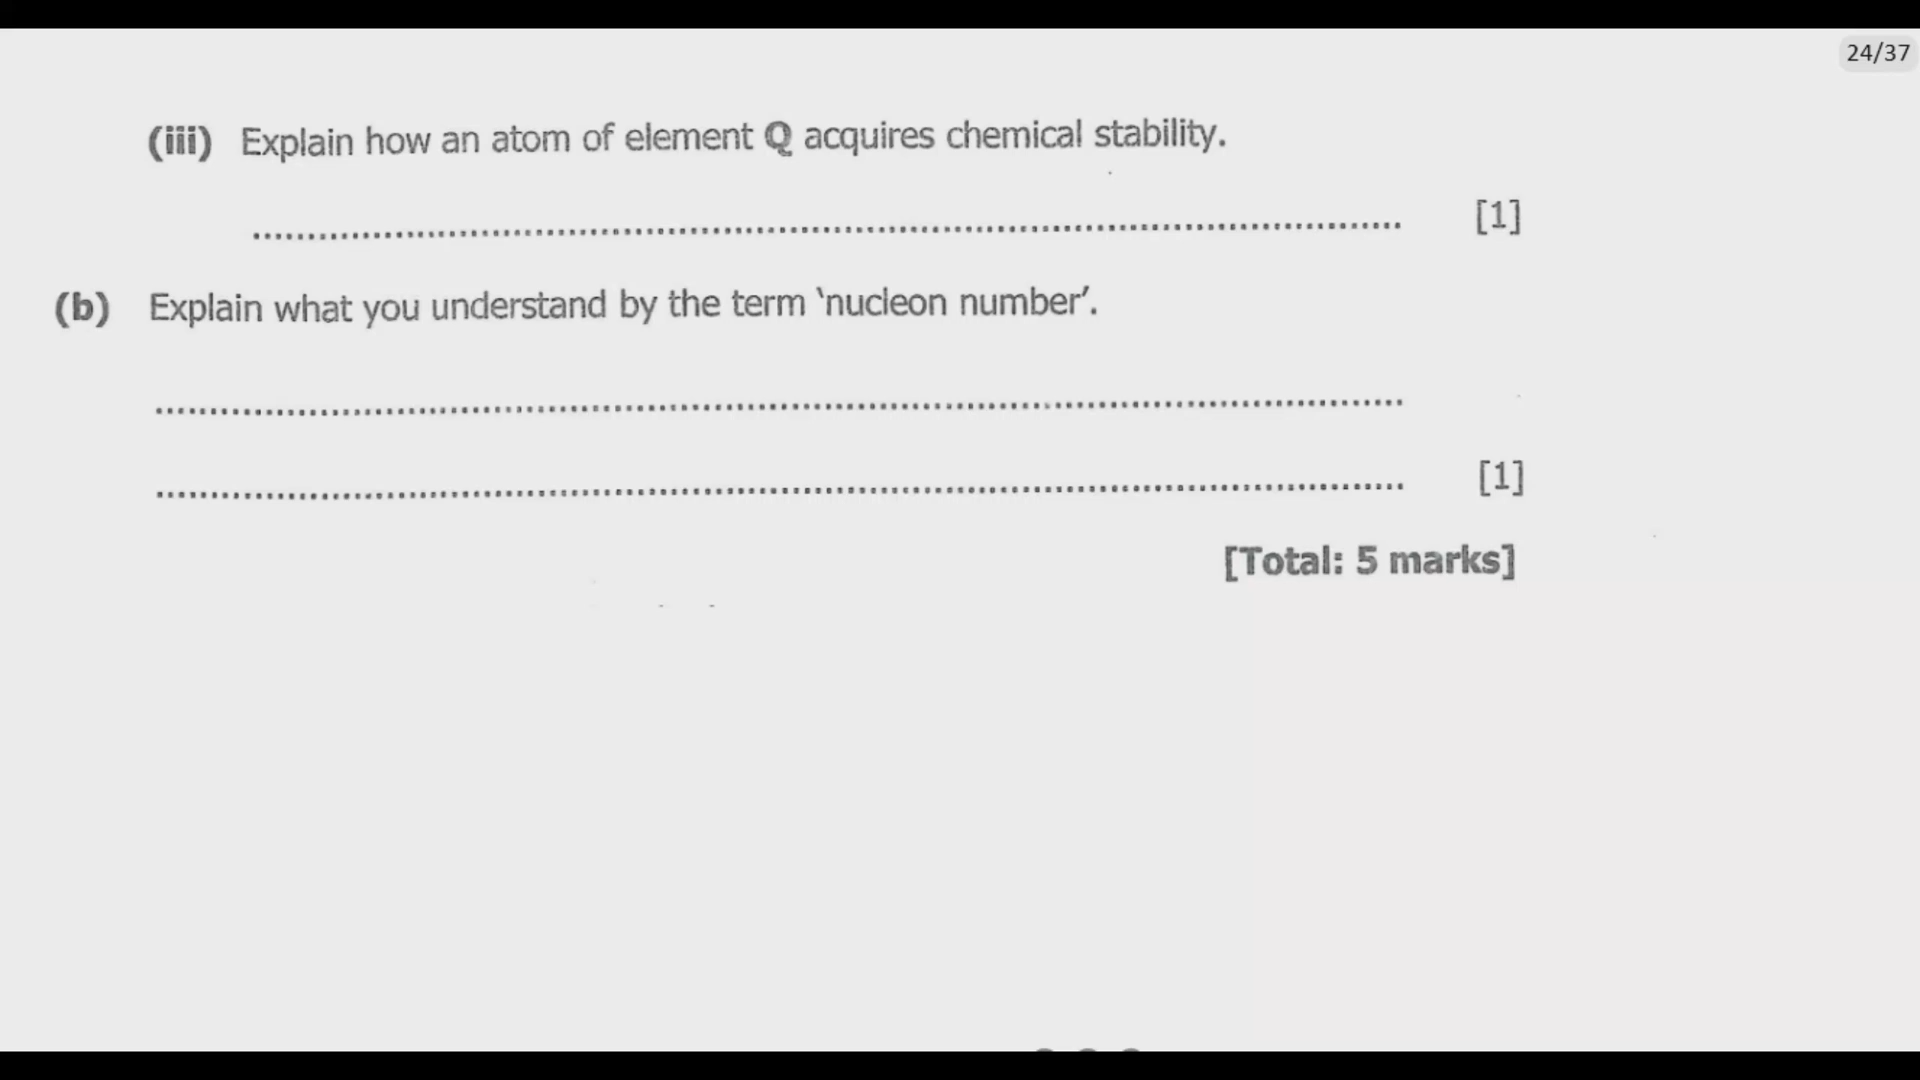 24/37
(iii) Explain how an atom of element Q acquires chemical stability.
[1]
(b) Explain what you understand by the term ‘nucleon number’.
[1]
[Total: 5 marks]